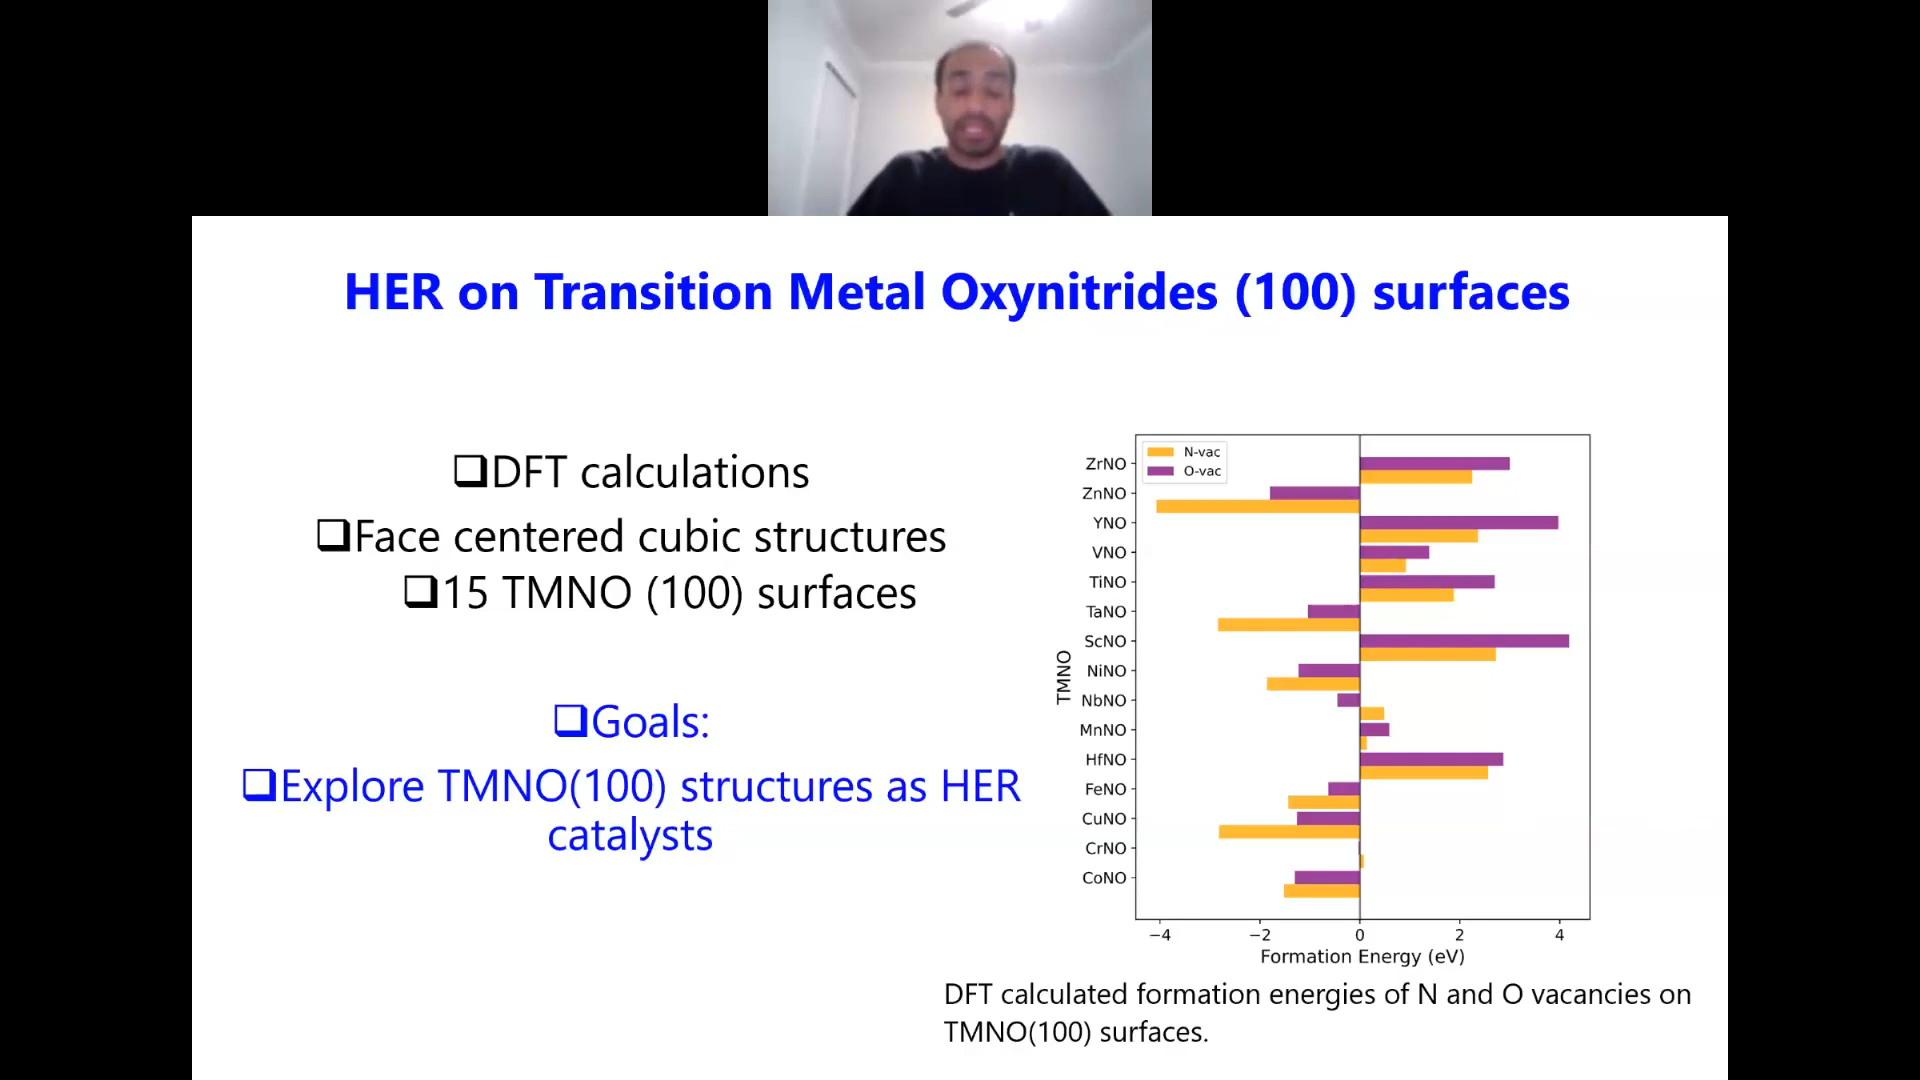 HER on Transition Metal Oxynitrides (100) surfaces
❑DFT calculations
❑Face centered cubic structures
❑15 TMNO (100) surfaces
❑Goals:
❑Explore TMNO(100) structures as HER
catalysts
N-vac
O-vac
ZrNO
ZnNO
YNO
VNO
TiNO
TaNO
ScNO
NiNO
NbNO
MnNO
HfNO
FeNO
CuNO
CrNO
CoNO
TMNO
−4 −2 0 2 4
Formation Energy (eV)
DFT calculated formation energies of N and O vacancies on
TMNO(100) surfaces.